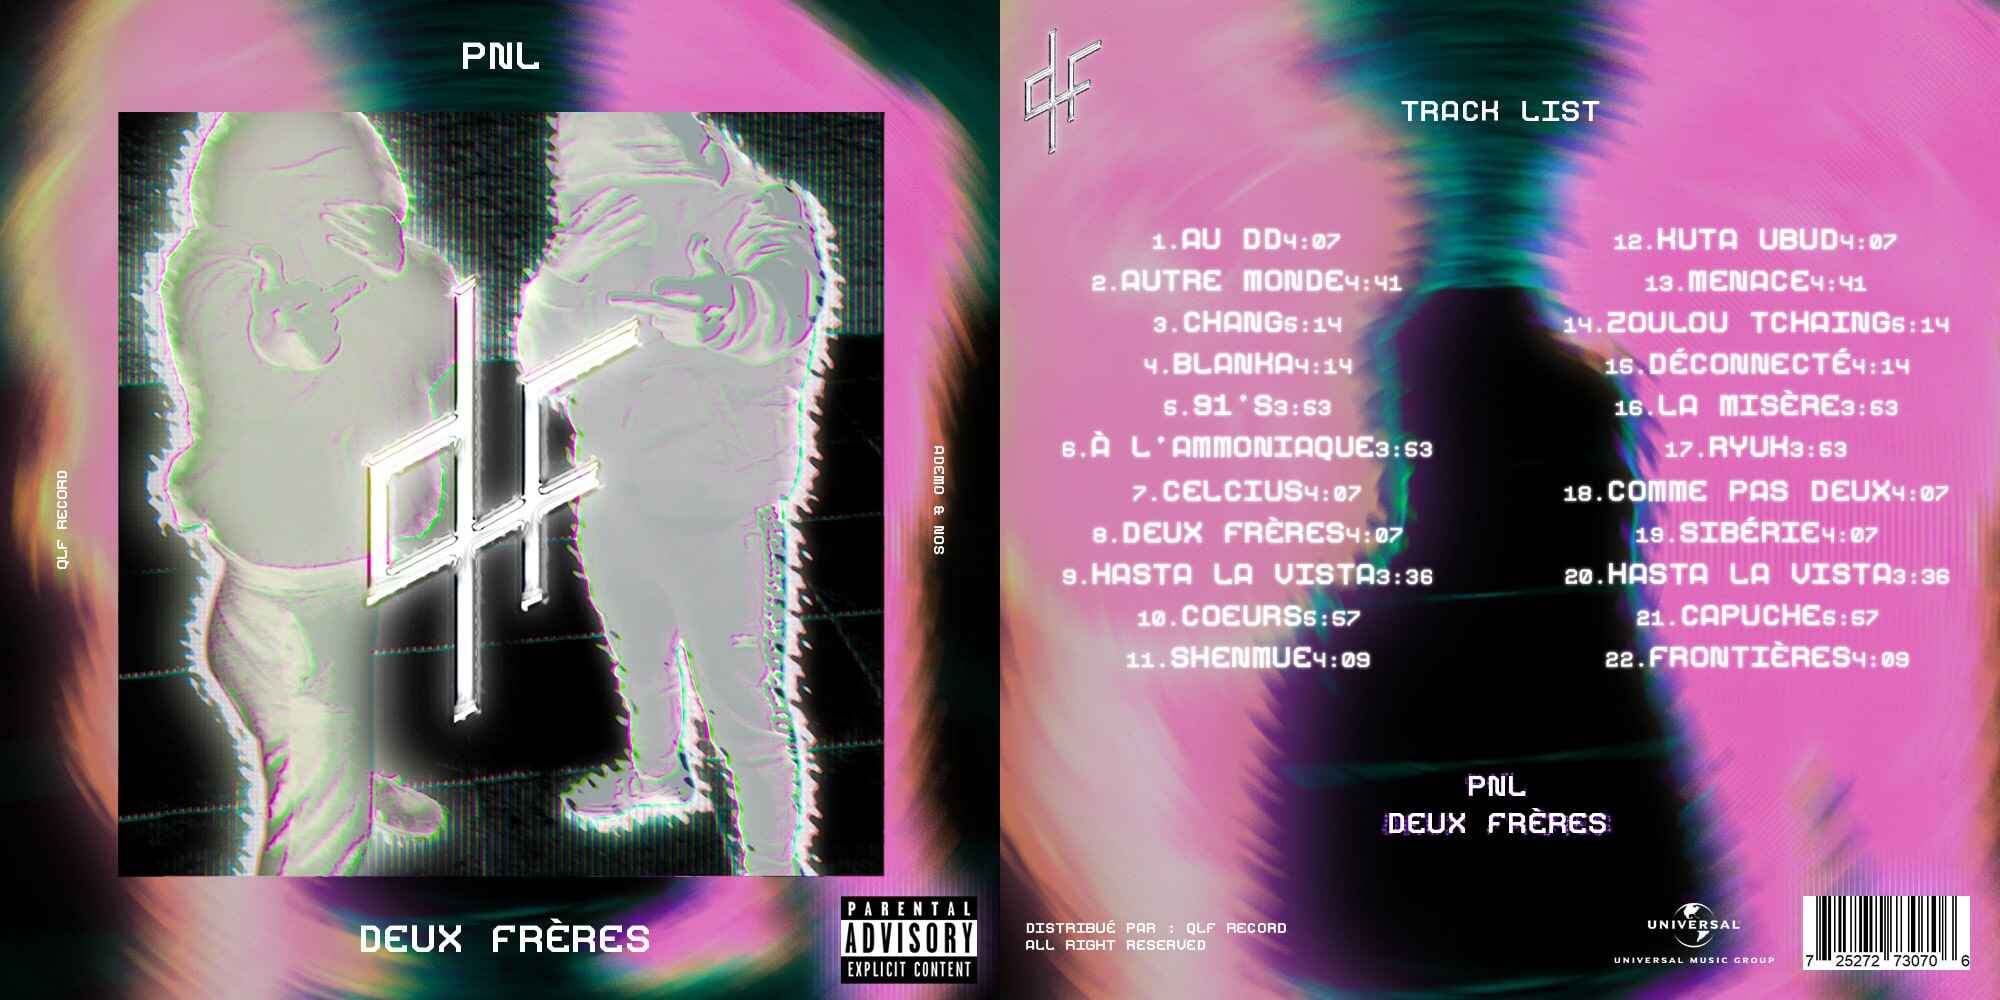 PNL
QLF RECORD
ADEMO & NOS
DEUX FRÈRES
PARENTAL
ADVISORY
EXPLICIT CONTENT
TRACK LIST
1.AU DD4:07
2.AUTRE MONDE4:41
3.CHANG5:14
4.BLANKA4:14
5.91'S3:53
6.À L'AMMONIAQUE3:53
7.CELCIUS4:07
8.DEUX FRÈRES4:07
9.HASTA LA VISTA3:36
10.COEURS5:57
11.SHENMUE4:09
12.KUTA UBUD4:07
13.MENACE4:41
14.ZOULOU TCHAING5:14
15.DÉCONNECTÉ4:14
16.LA MISÈRE3:53
17.RYUK3:53
18.COMME PAS DEUX4:07
19.SIBÉRIE4:07
20.HASTA LA VISTA3:36
21.CAPUCHE5:57
22.FRONTIÈRES4:09
PNL
DEUX FRÈRES
DISTRIBUÉ PAR : QLF RECORD
ALL RIGHT RESERVED
UNIVERSAL
UNIVERSAL MUSIC GROUP
7 25272 73070 6